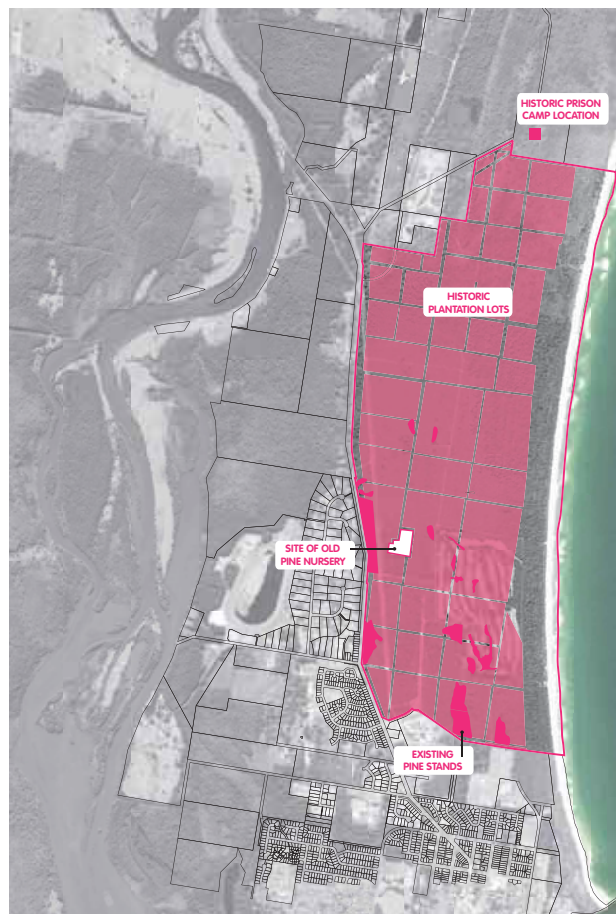 HISTORIC PRISON
CAMP LOCATION
HISTORIC
PLANTATION LOTS
SITE OF OLD
PINE NURSERY
EXISTING
PINE STANDS